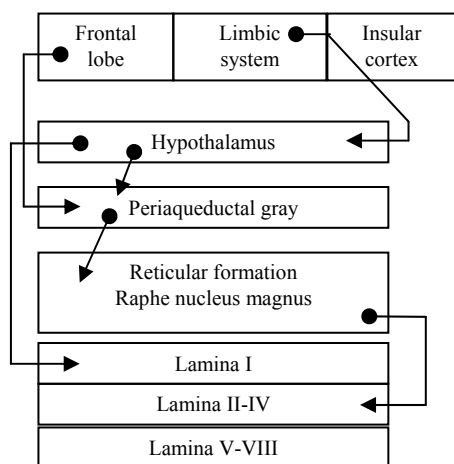 Frontal
lobe
Limbic
system
Insular
cortex
Hypothalamus
Periaqueductal gray
Reticular formation
Raphe nucleus magnus
Lamina I
Lamina II-IV
Lamina V-VIII